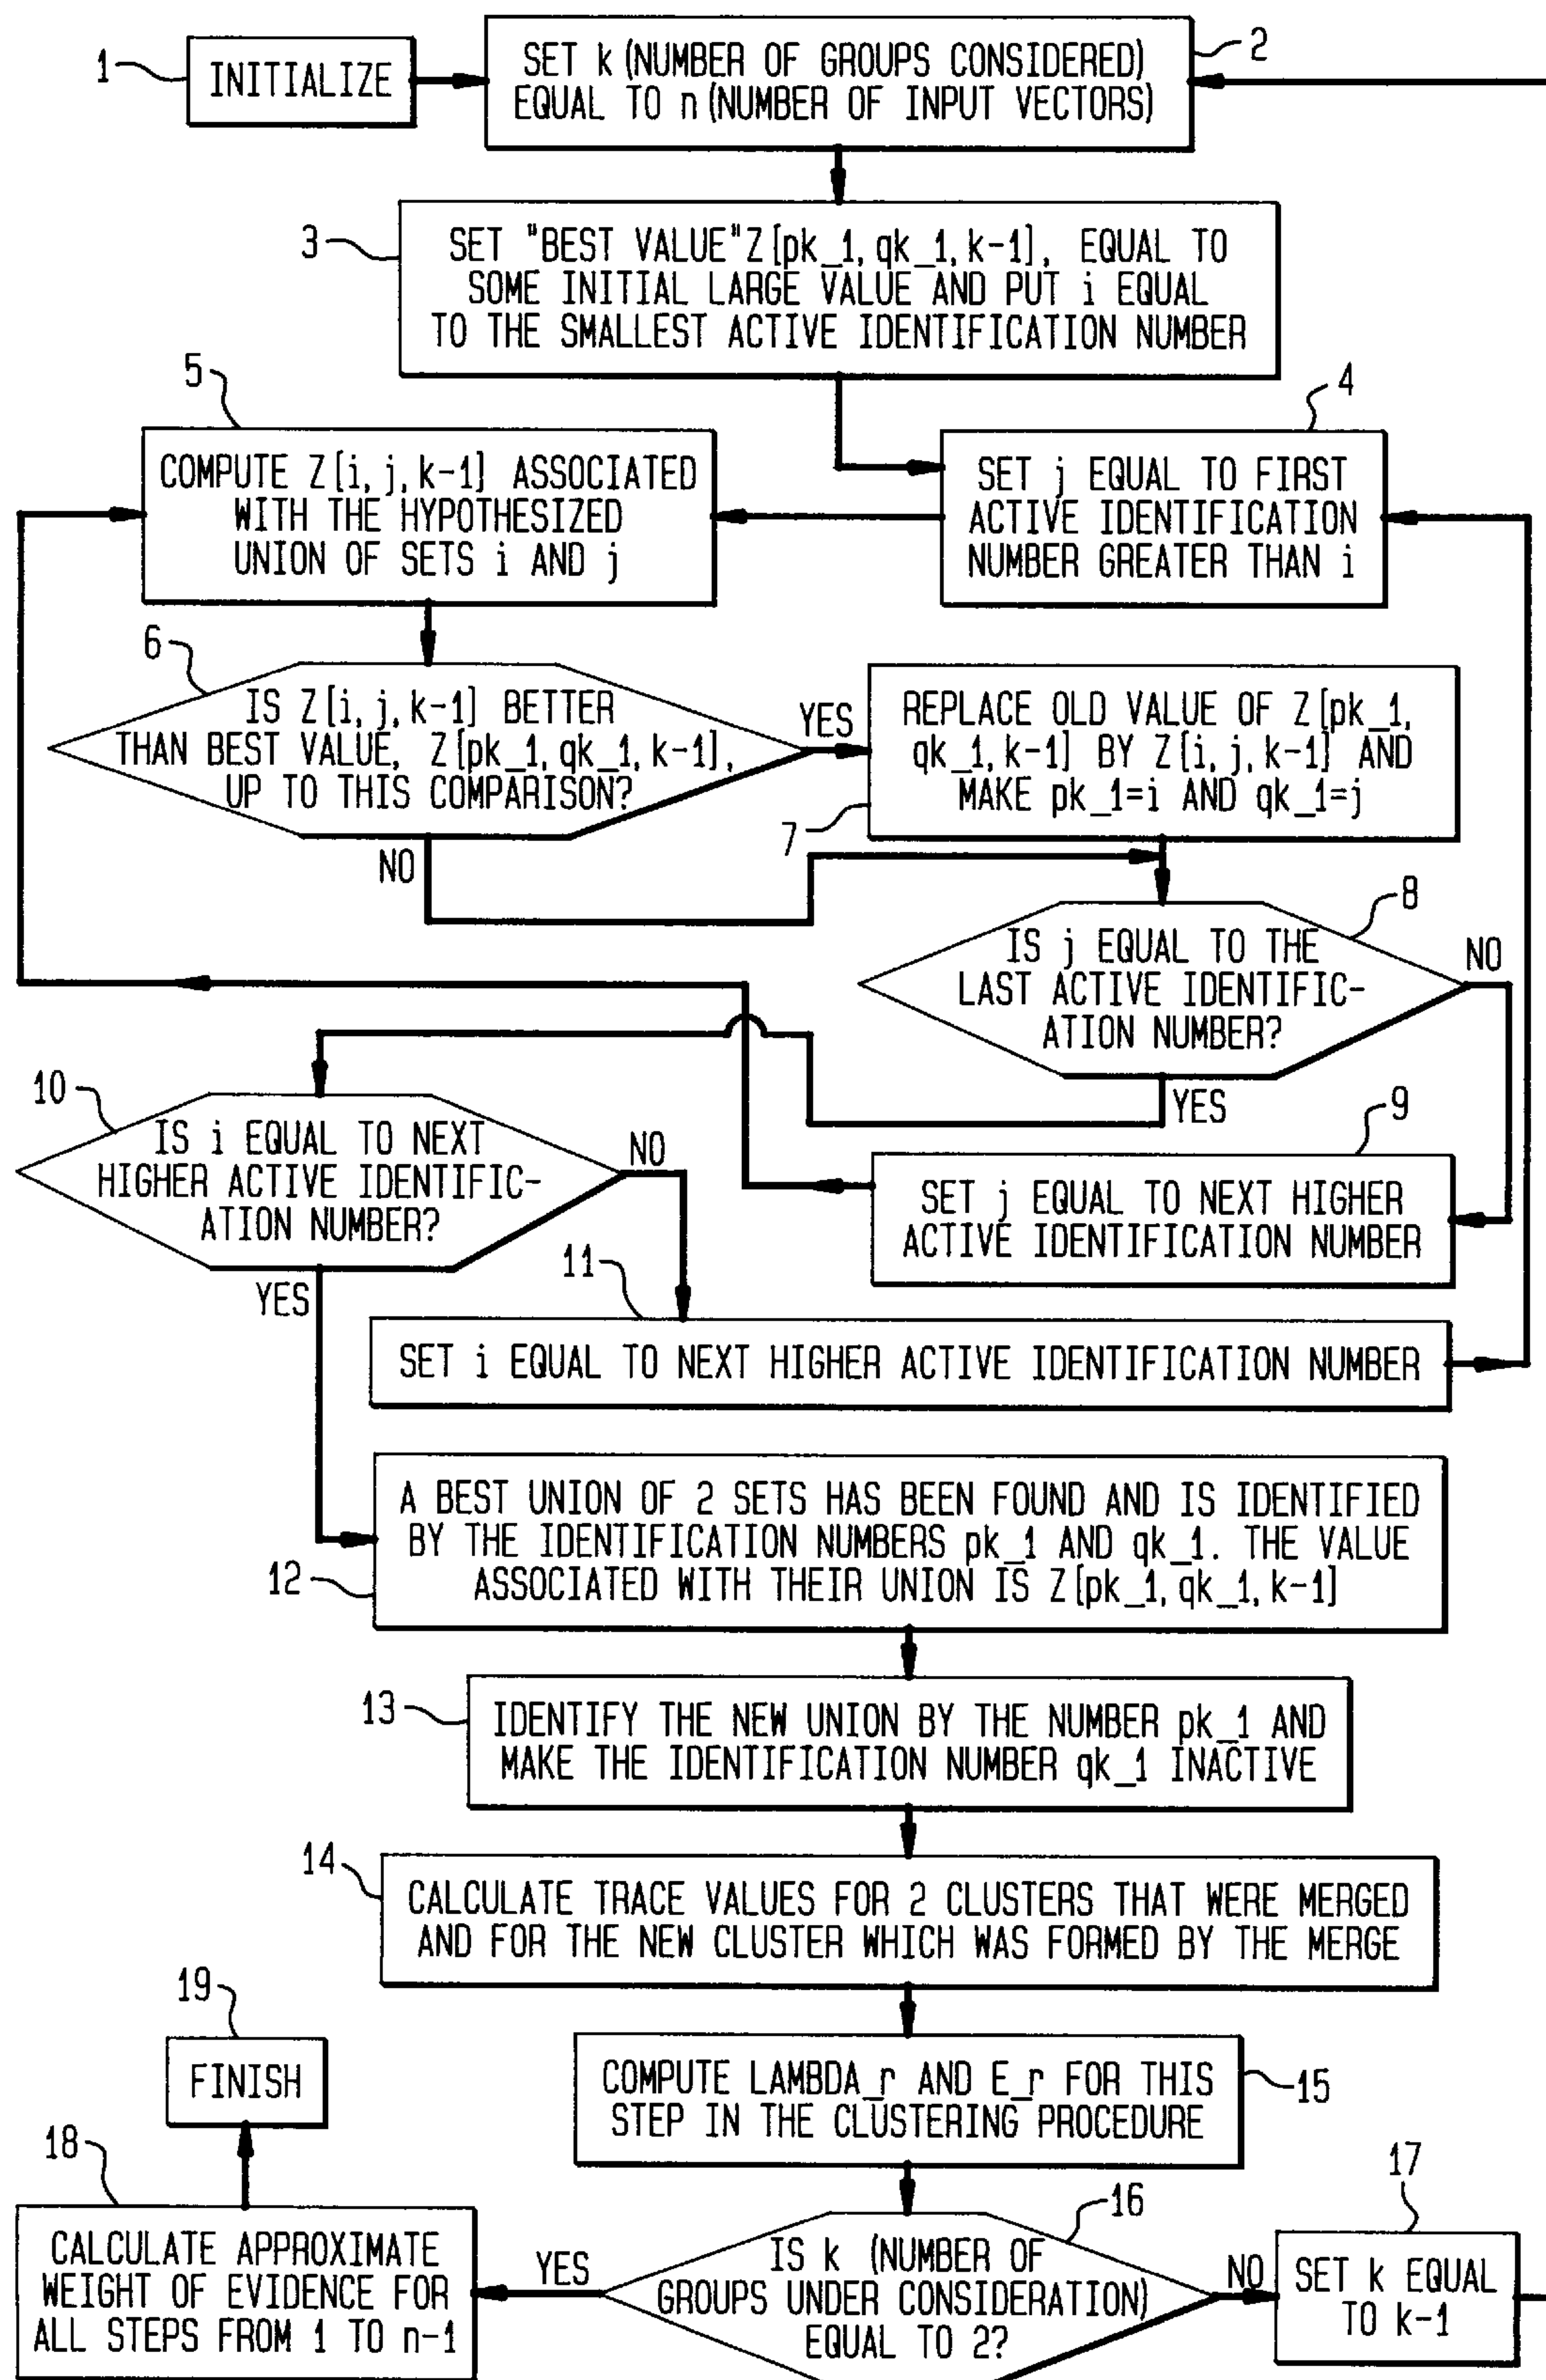 1
INITIALIZE
SET k (NUMBER OF GROUPS CONSIDERED)
EQUAL TO n (NUMBER OF INPUT VECTORS)
2
3
SET "BEST VALUE" Z[pk_1, qk_1, k-1], EQUAL TO
SOME INITIAL LARGE VALUE AND PUT i EQUAL
TO THE SMALLEST ACTIVE IDENTIFICATION NUMBER
5
COMPUTE Z[i, j, k-1] ASSOCIATED
WITH THE HYPOTHESIZED
UNION OF SETS i AND j
4
SET j EQUAL TO FIRST
ACTIVE IDENTIFICATION
NUMBER GREATER THAN i
6
IS Z[i, j, k-1] BETTER
THAN BEST VALUE, Z[pk_1, qk_1, k-1],
UP TO THIS COMPARISON?
YES
NO
REPLACE OLD VALUE OF Z[pk_1,
qk_1, k-1] BY Z[i, j, k-1] AND
MAKE pk_1=i AND qk_1=j
7
8
IS j EQUAL TO THE
LAST ACTIVE IDENTIFIC-
ATION NUMBER?
NO
YES
10
IS i EQUAL TO NEXT
HIGHER ACTIVE IDENTIFIC-
ATION NUMBER?
NO
YES
9
SET j EQUAL TO NEXT HIGHER
ACTIVE IDENTIFICATION NUMBER
11
SET i EQUAL TO NEXT HIGHER ACTIVE IDENTIFICATION NUMBER
12
A BEST UNION OF 2 SETS HAS BEEN FOUND AND IS IDENTIFIED
BY THE IDENTIFICATION NUMBERS pk_1 AND qk_1. THE VALUE
ASSOCIATED WITH THEIR UNION IS Z[pk_1, qk_1, k-1]
13
IDENTIFY THE NEW UNION BY THE NUMBER pk_1 AND
MAKE THE IDENTIFICATION NUMBER qk_1 INACTIVE
14
CALCULATE TRACE VALUES FOR 2 CLUSTERS THAT WERE MERGED
AND FOR THE NEW CLUSTER WHICH WAS FORMED BY THE MERGE
15
COMPUTE LAMBDA_r AND E_r FOR THIS
STEP IN THE CLUSTERING PROCEDURE
16
IS k (NUMBER OF
GROUPS UNDER CONSIDERATION)
EQUAL TO 2?
YES
NO
17
SET k EQUAL
TO k-1
18
CALCULATE APPROXIMATE
WEIGHT OF EVIDENCE FOR
ALL STEPS FROM 1 TO n-1
19
FINISH